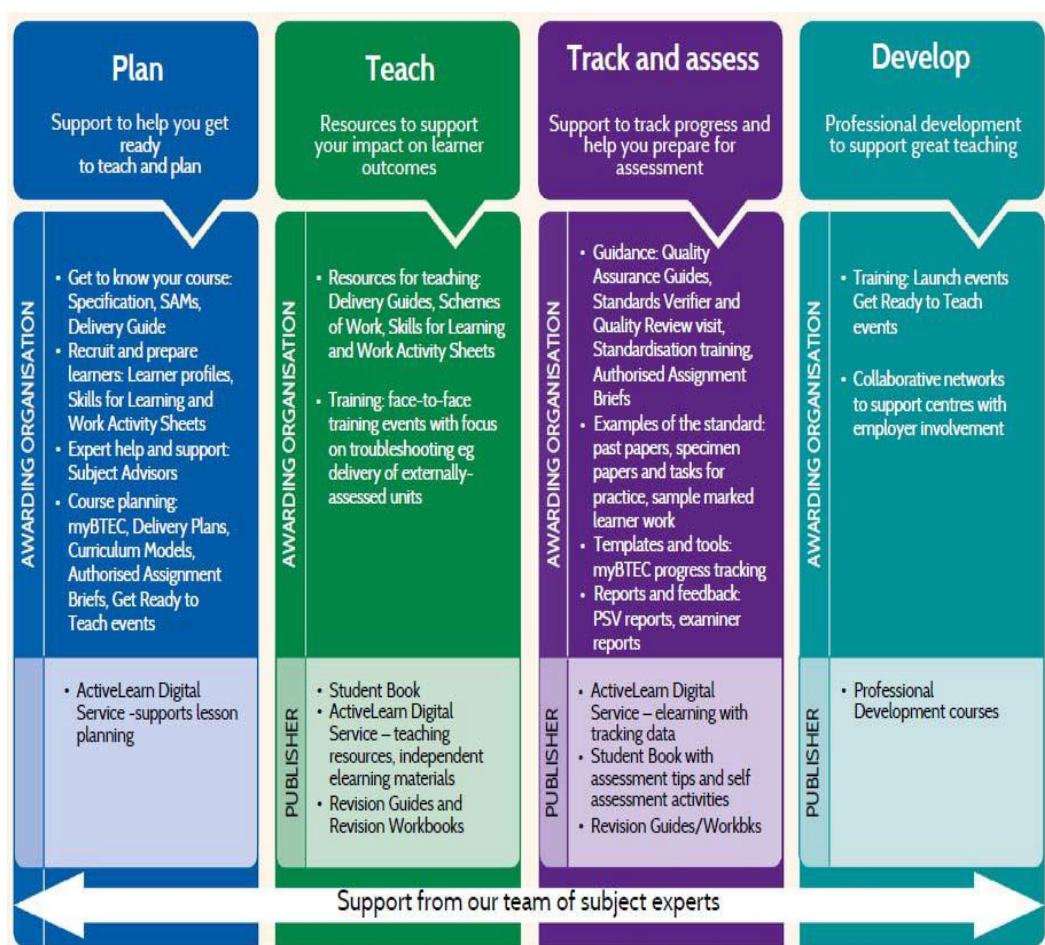 Plan
Support to help you get
ready
to teach and plan
AWARDING ORGANISATION
• Get to know your course:
Specification, SAMs,
Delivery Guide
• Recruit and prepare
learners: Learner profiles,
Skills for Learning and
Work Activity Sheets
• Expert help and support:
Subject Advisors
• Course planning:
myBTEC, Delivery Plans,
Curriculum Models,
Authorised Assignment
Briefs, Get Ready to
Teach events
• ActiveLearn Digital
Service -supports lesson
planning
Teach
Resources to support
your impact on learner
outcomes
AWARDING ORGANISATION
• Resources for teaching:
Delivery Guides, Schemes
of Work, Skills for Learning
and Work Activity Sheets
• Training: face-to-face
training events with focus
on troubleshooting eg
delivery of externally-
assessed units
PUBLISHER
• Student Book
• ActiveLearn Digital
Service – teaching
resources, independent
elearning materials
• Revision Guides and
Revision Workbooks
Track and assess
Support to track progress and
help you prepare for
assessment
AWARDING ORGANISATION
• Guidance: Quality
Assurance Guides,
Standards Verifier and
Quality Review visit,
Standardisation training,
Authorised Assignment
Briefs
• Examples of the standard:
past papers, specimen
papers and tasks for
practice, sample marked
learner work
• Templates and tools:
myBTEC progress tracking
• Reports and feedback:
PSV reports, examiner
reports
PUBLISHER
• ActiveLearn Digital
Service – elearning with
tracking data
• Student Book with
assessment tips and self
assessment activities
• Revision Guides/Workbks
Develop
Professional development
to support great teaching
AWARDING ORGANISATION
• Training: Launch events
Get Ready to Teach
events
• Collaborative networks
to support centres with
employer involvement
PUBLISHER
• Professional
Development courses
Support from our team of subject experts